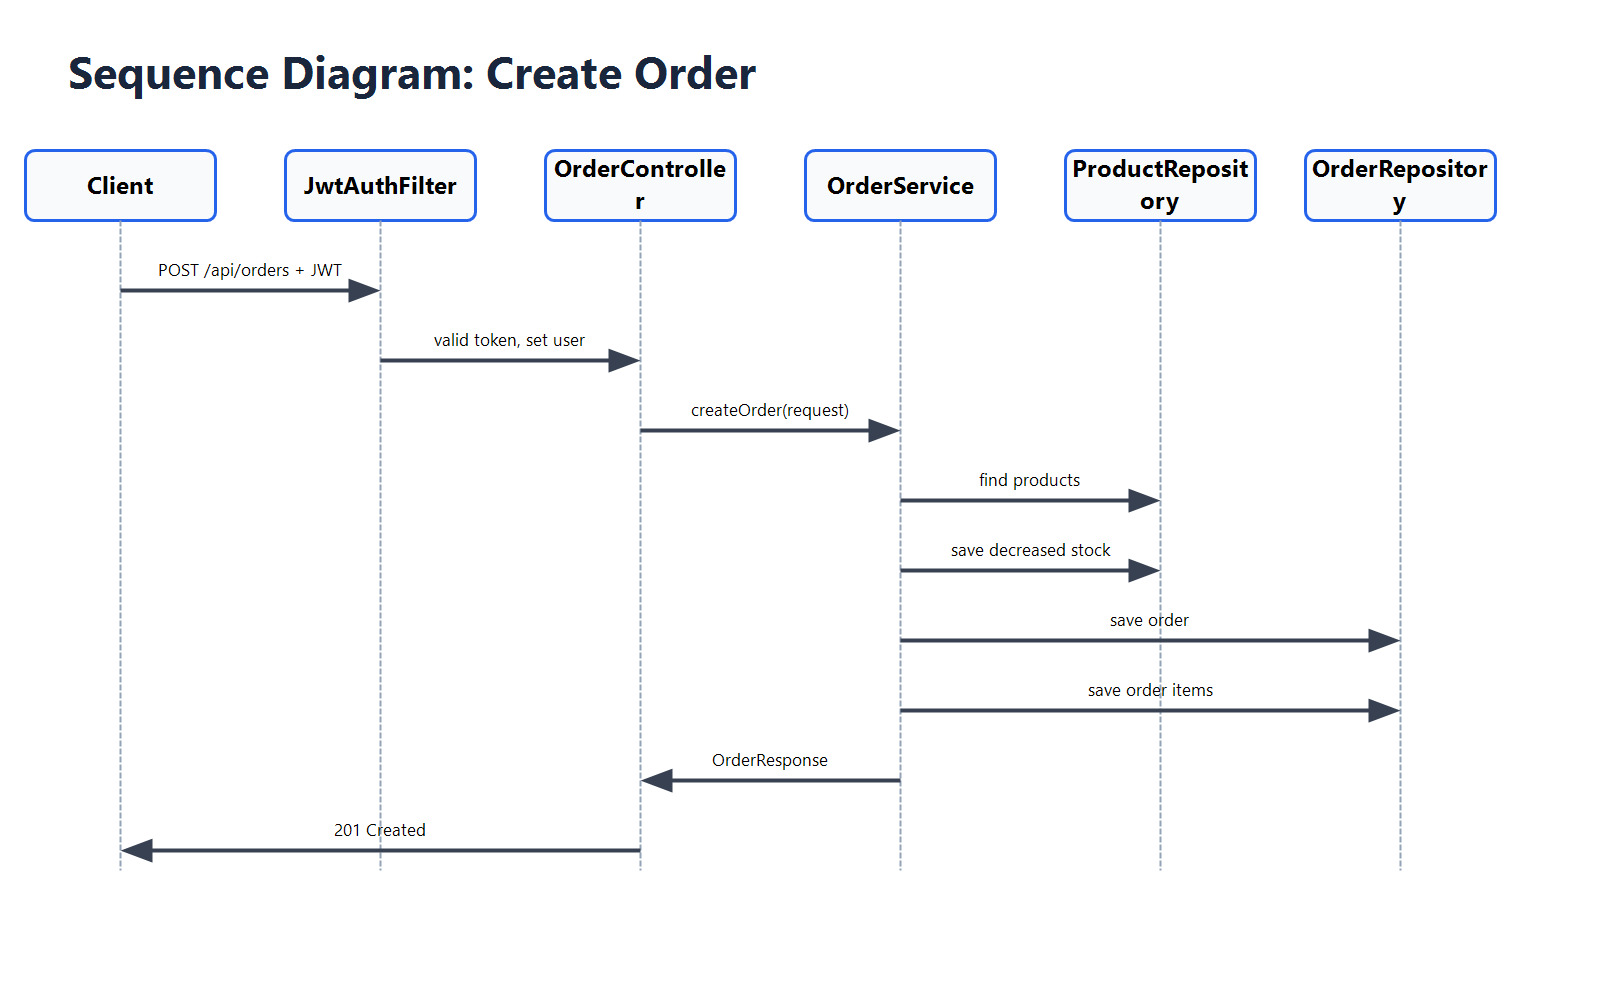 Sequence Diagram: Create Order
Client
JwtAuthFilter
OrderControlle
r
OrderService
ProductReposit
ory
OrderRepositor
y
POST /api/orders + JWT
valid token, set user
createOrder(request)
find products
save decreased stock
save order
save order items
OrderResponse
201 Created